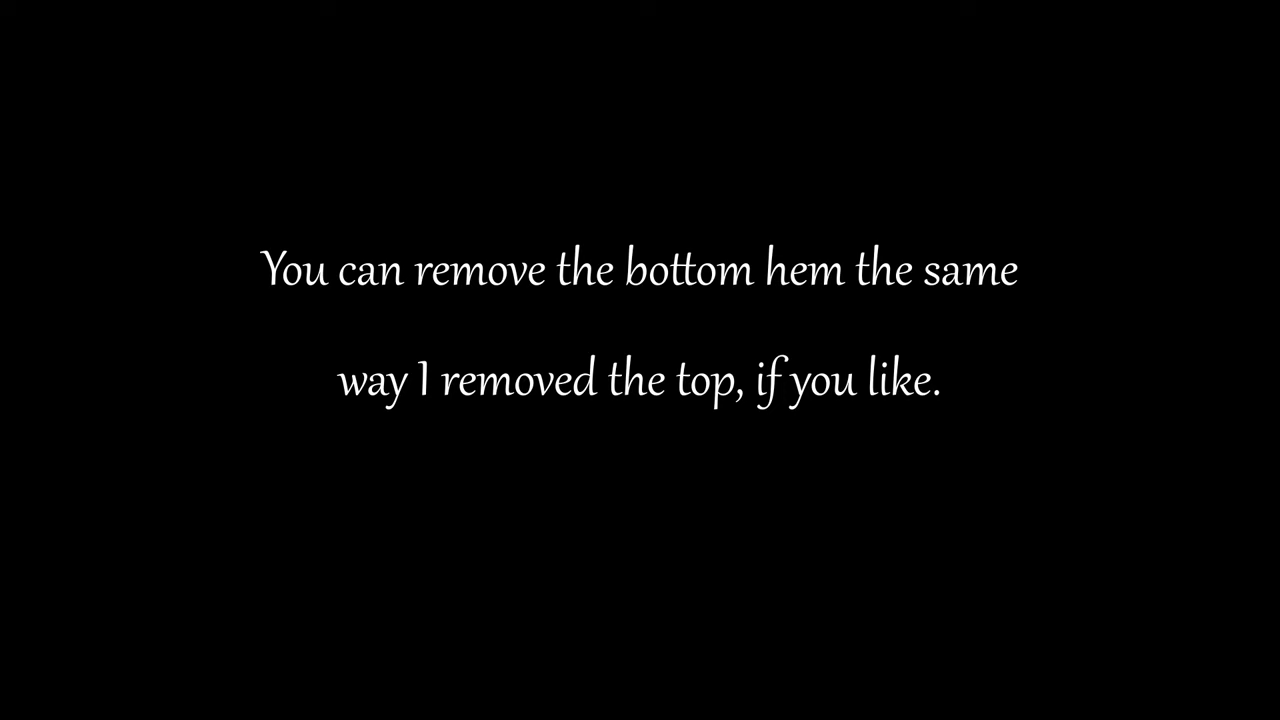 You can remove the bottom hem the same
way I removed the top, if you like.